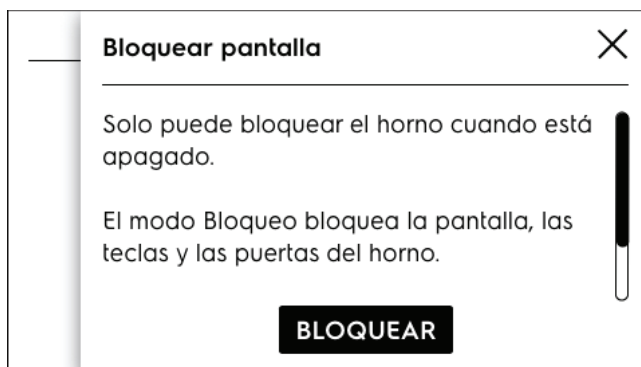 Bloquear pantalla
Solo puede bloquear el horno cuando está
apagado.
El modo Bloqueo bloquea la pantalla, las
teclas y las puertas del horno.
BLOQUEAR